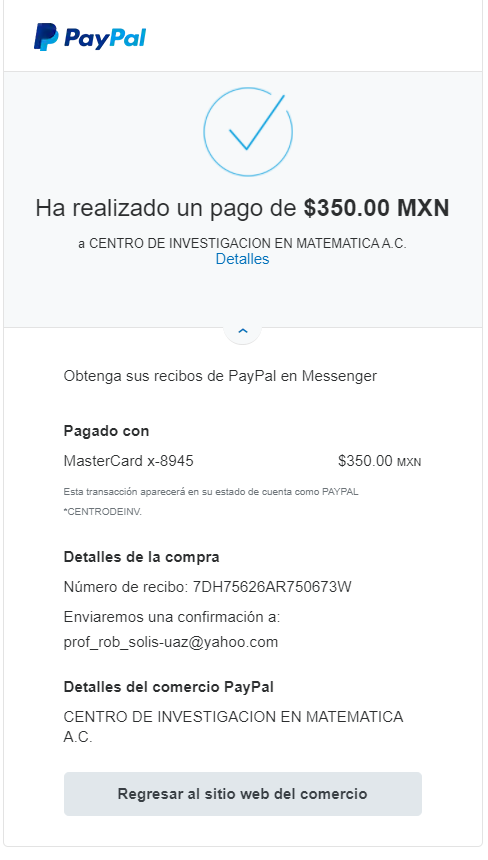 PayPal
Ha realizado un pago de $350.00 MXN
a CENTRO DE INVESTIGACION EN MATEMATICA A.C.
Detalles
Obtenga sus recibos de PayPal en Messenger
Pagado con
MasterCard x-8945 $350.00 MXN
Esta transacción aparecerá en su estado de cuenta como PAYPAL
*CENTRODEINV.
Detalles de la compra
Número de recibo: 7DH75626AR750673W
Enviaremos una confirmación a:
prof_rob_solis-uaz@yahoo.com
Detalles del comercio PayPal
CENTRO DE INVESTIGACION EN MATEMATICA
A.C.
Regresar al sitio web del comercio